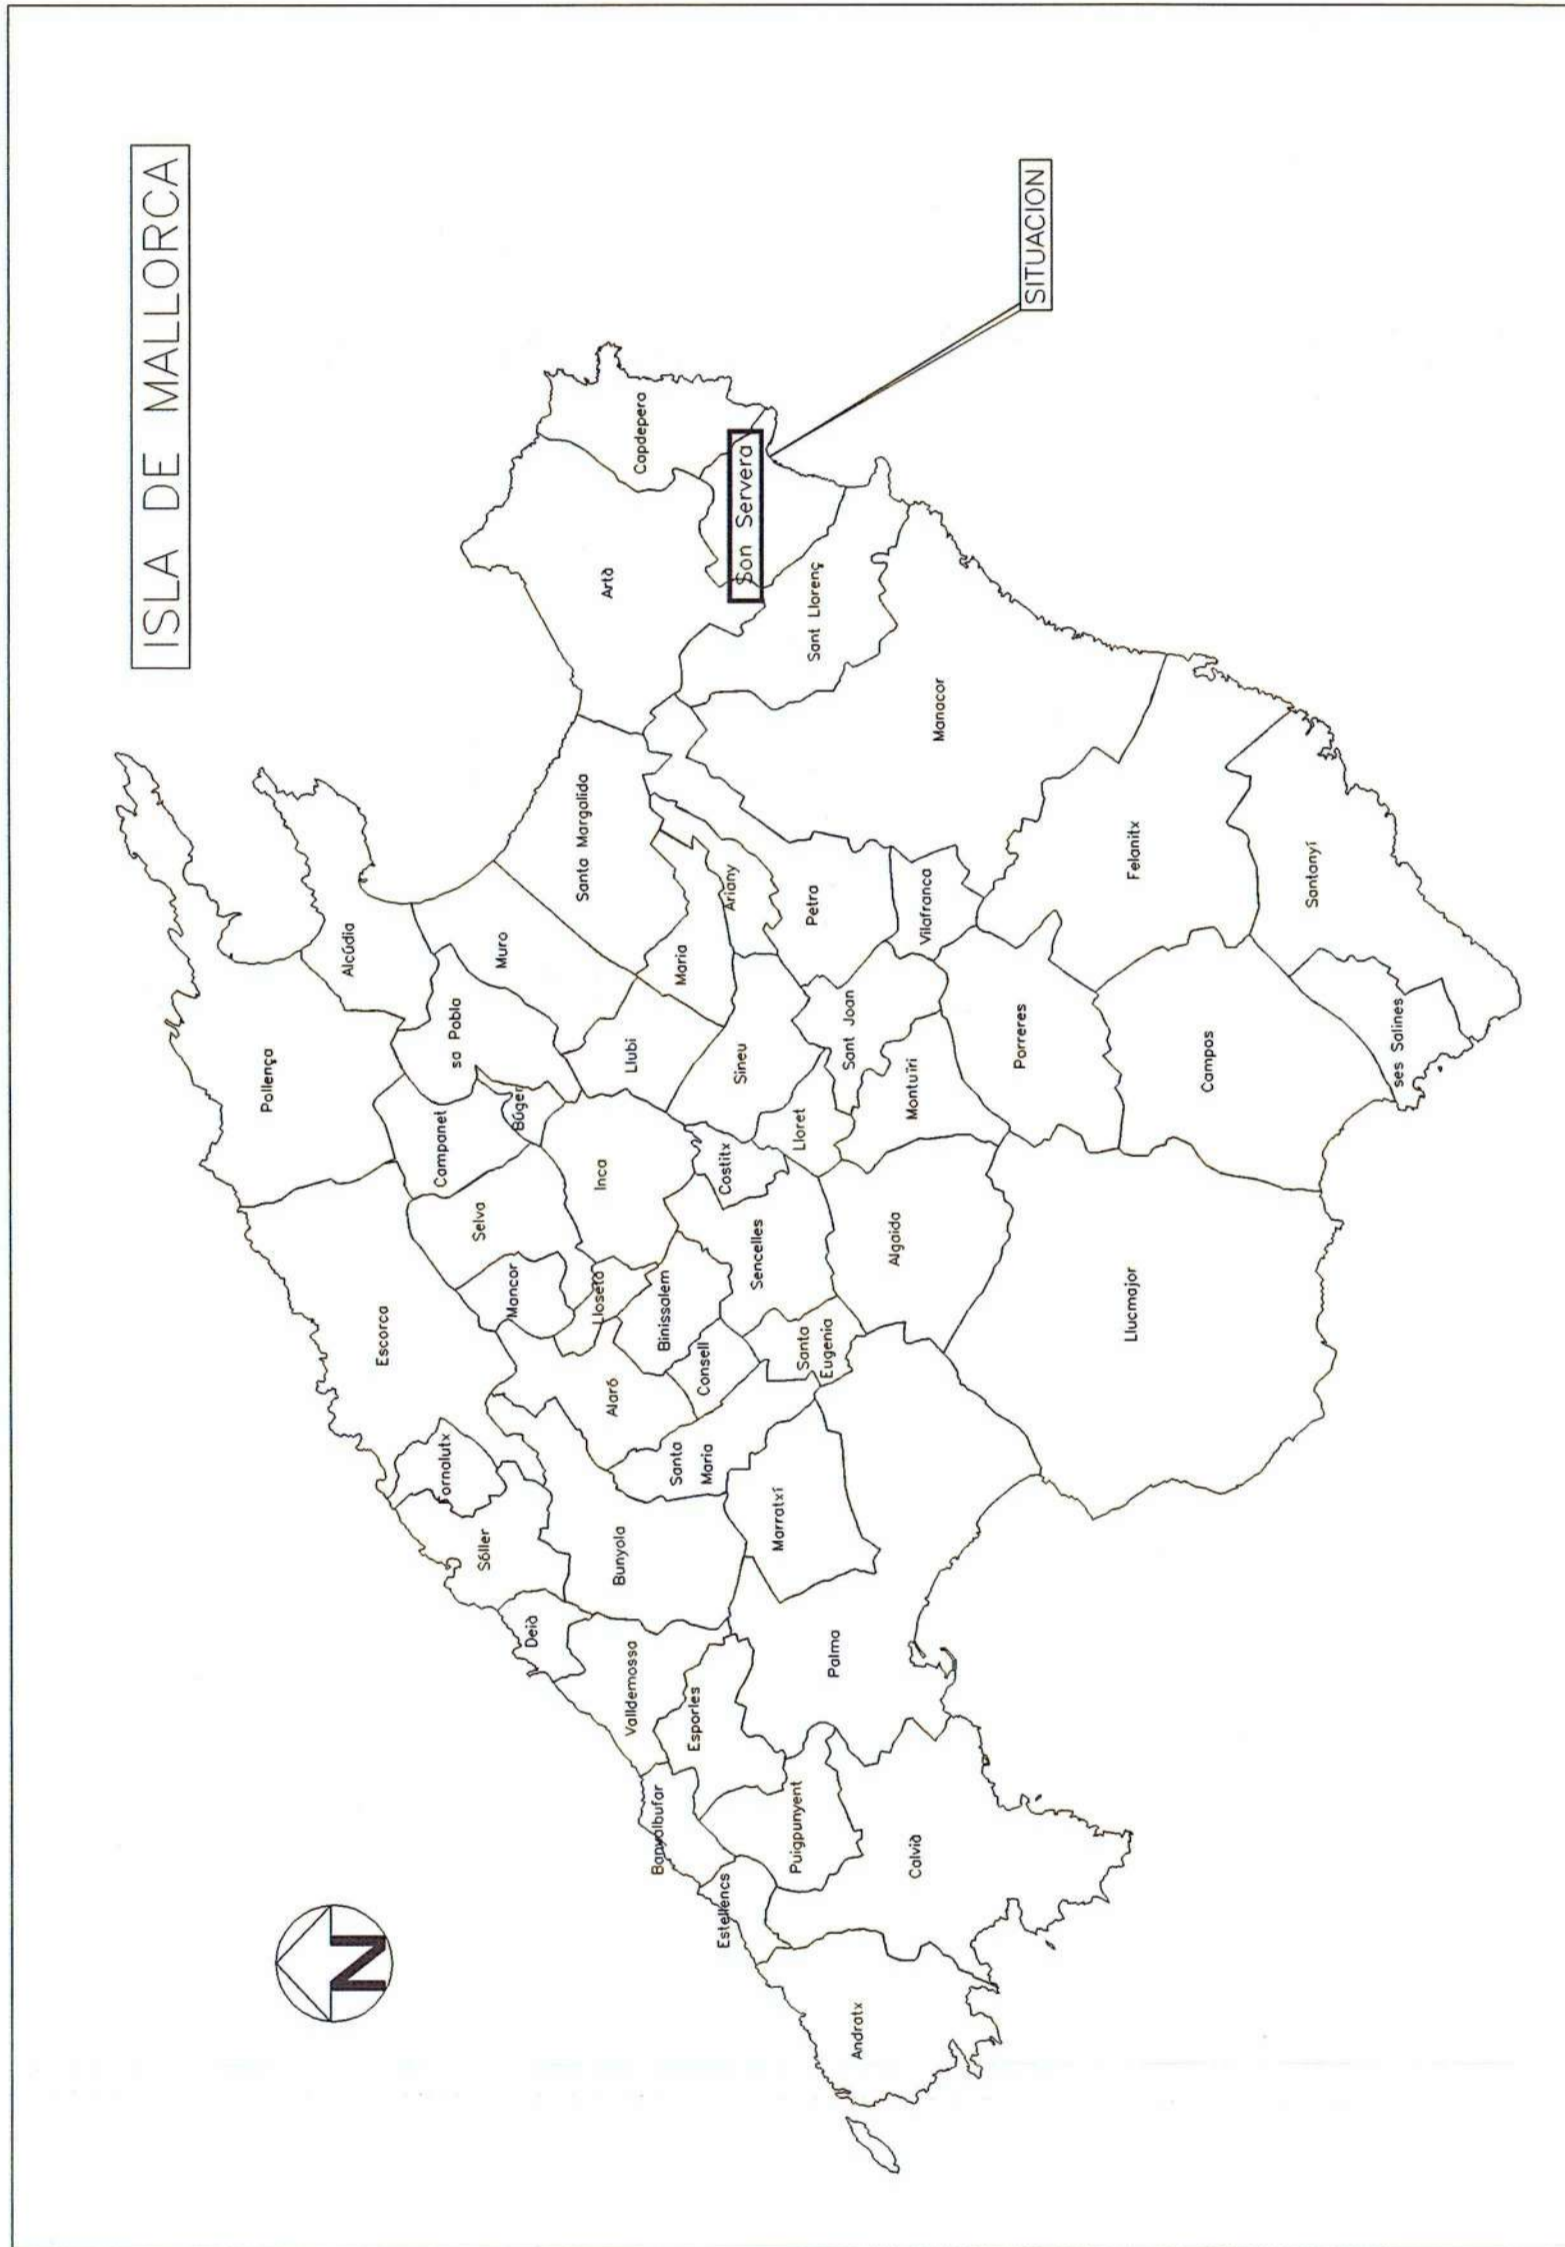 ISLA DE MALLORCA
Pollença
Alcúdia
N
Escorca
Campanet
Fornalutx
sa Pobla
Selva
Sóller
Muro
Mancor
Búger
Deià
Santa Margalida
Lloseta
Inca
Artà
Alaró
Bunyola
Valldemossa
Llubí
Capdepera
Banyalbufar
Binissalem
Santa
Maria
Maria
Esporles
Consell
Estellencs
Costitx
Ariany
Sineu
Son Servera
Sencelles
Marratxí
Puigpunyent
Lloret
Santa
Eugenia
Petra
Sant Llorenç
Palma
Sant Joan
Andratx
Algaida
Montuïri
Calvià
Vilafranca
Manacor
Porreres
SITUACION
Llucmajor
Felanitx
Campos
Santanyí
ses Salines